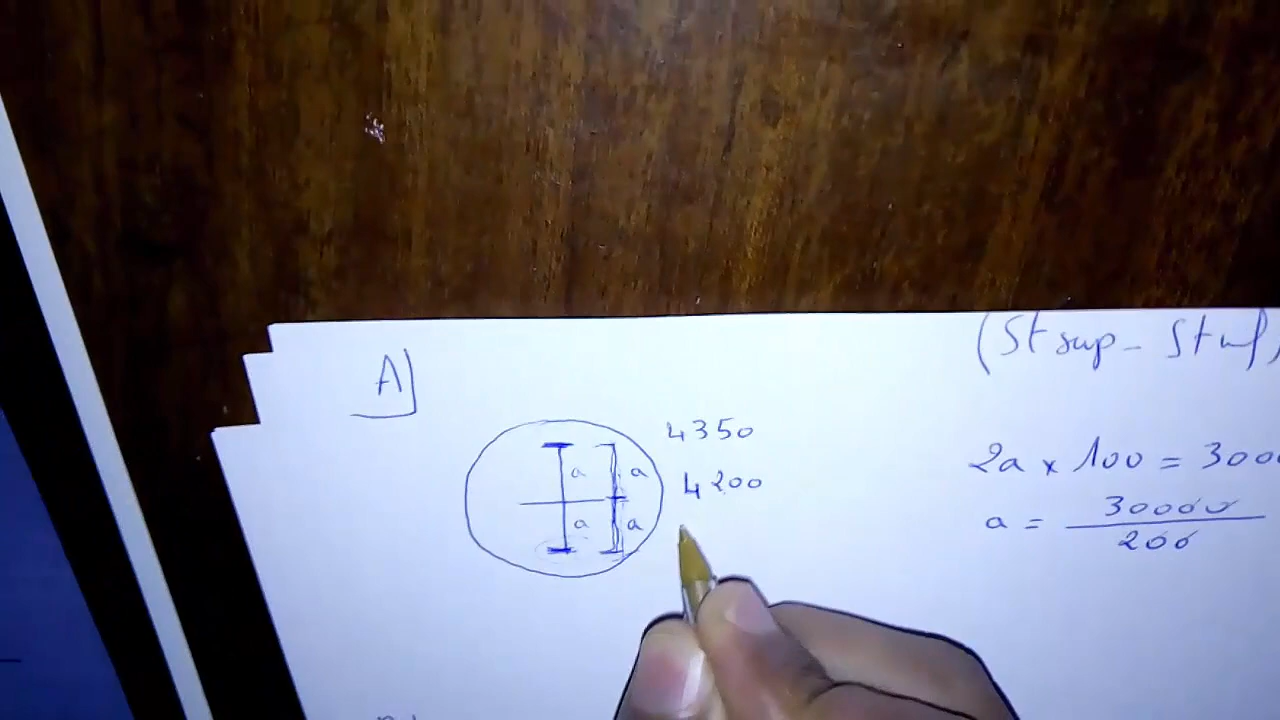 (St sup - St inf)
A)
4350
a a
4200
2a x 100 = 3000
a a
a = 30000 / 200